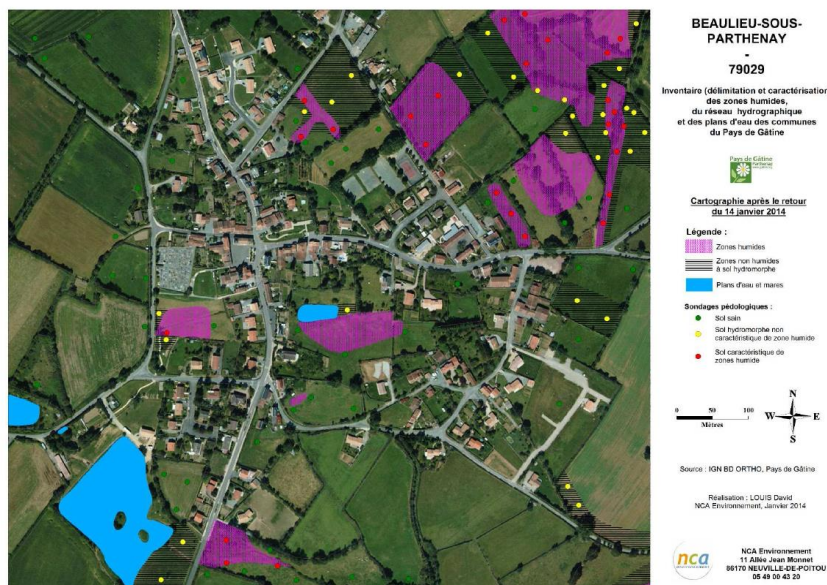 BEAULIEU-SOUS-
PARTHENAY
-
79029
Inventaire (délimitation et caractérisation
des zones humides,
du réseau hydrographique
et des plans d'eau des communes
du Pays de Gâtine
Pays de Gâtine
Cartographie après le retour
du 14 janvier 2014
Légende :
Zones humides
Zones non humides
à sol hydromorphe
Plans d'eau et mares
Sondages pédologiques :
Sol sain
Sol hydromorphe non
caractéristique de zone humide
Sol caractéristique de
zones humide
N
W E
S
0 50 100
Mètres
Source : IGN BD ORTHO, Pays de Gâtine
Réalisation : LOUIS David
NCA Environnement, Janvier 2014
nca
NCA Environnement
11 Allée Jean Monnet
86170 NEUVILLE-DE-POITOU
05 49 00 43 20